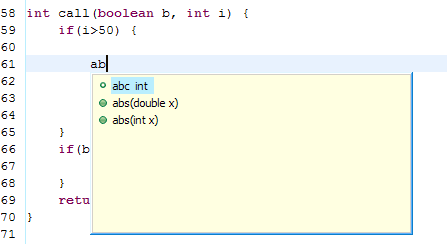 58 int call(boolean b, int i) {
59 if(i>50) {
60
61 ab
abc int
62 abs(double x)
63 abs(int x)
64
65 }
66 if(b
67
68 }
69 retu
70 }
71